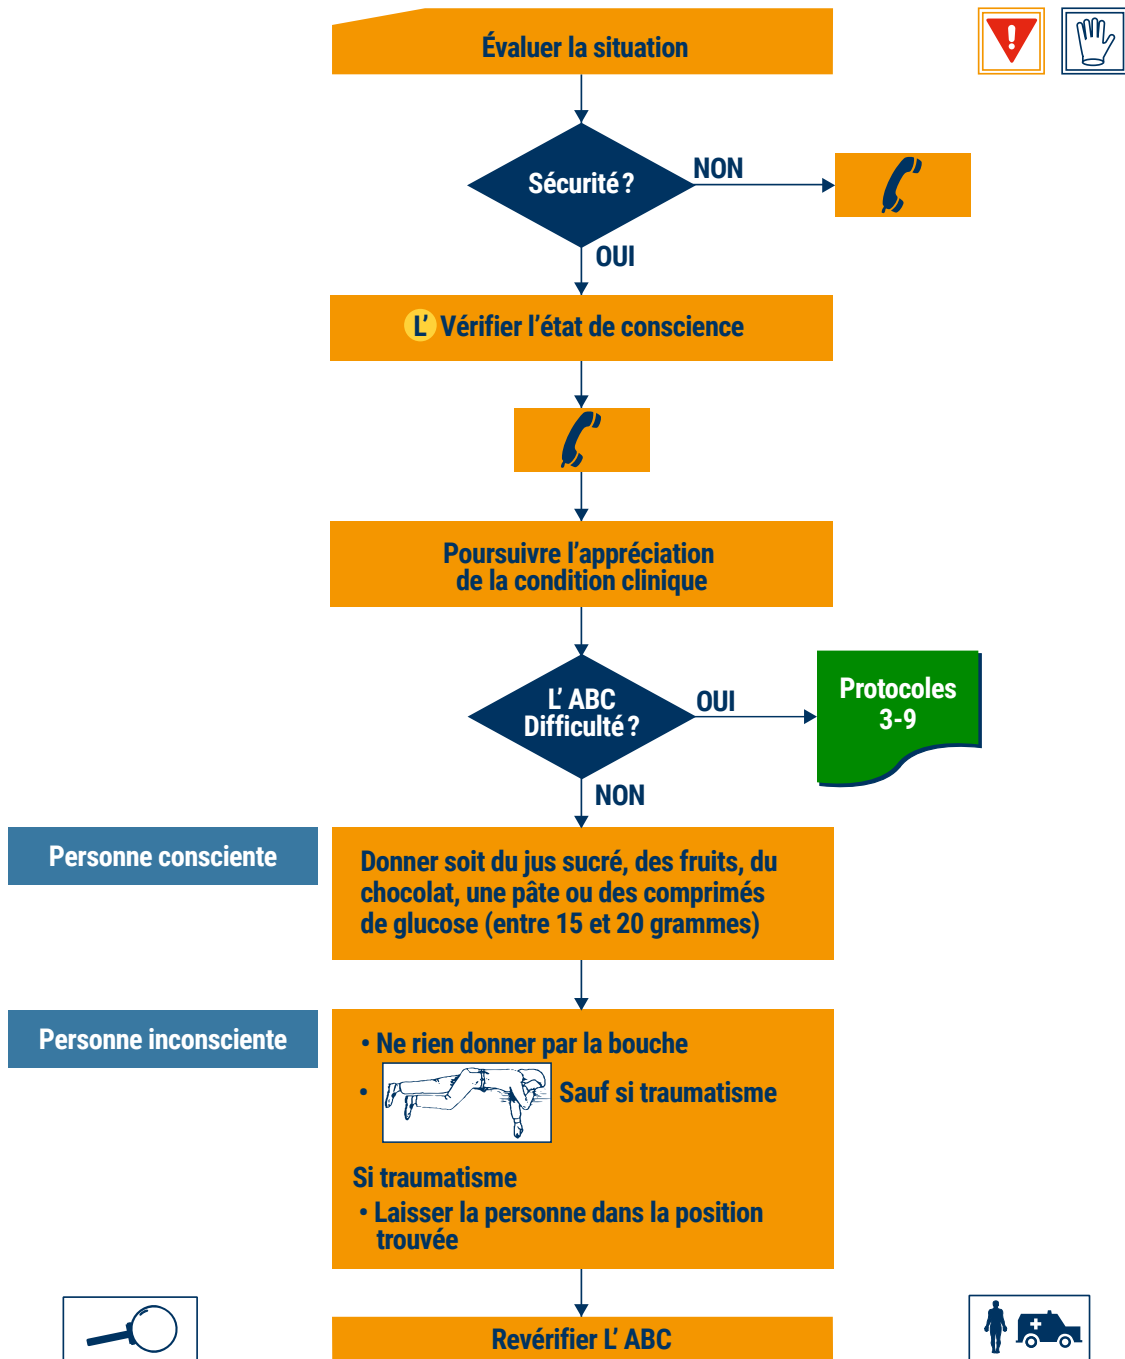 Évaluer la situation
Sécurité ?
NON
OUI
L’ Vérifier l’état de conscience
Poursuivre l’appréciation
de la condition clinique
L’ ABC
Difficulté ?
OUI
Protocoles
3-9
NON
Personne consciente
Donner soit du jus sucré, des fruits, du
chocolat, une pâte ou des comprimés
de glucose (entre 15 et 20 grammes)
Personne inconsciente
• Ne rien donner par la bouche
• Sauf si traumatisme
Si traumatisme
• Laisser la personne dans la position
trouvée
Revérifier L’ ABC